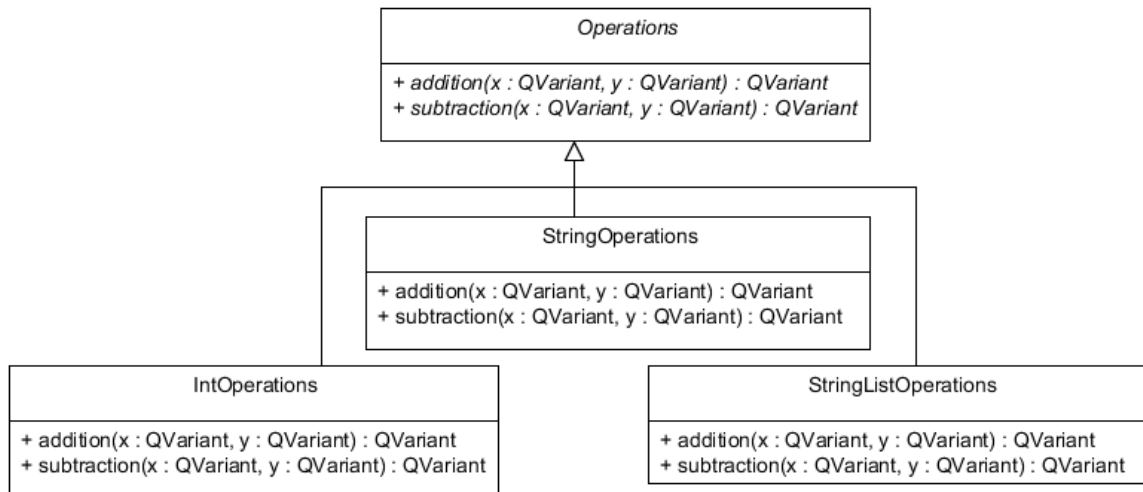 Operations
+ addition(x : QVariant, y : QVariant) : QVariant
+ subtraction(x : QVariant, y : QVariant) : QVariant
StringOperations
+ addition(x : QVariant, y : QVariant) : QVariant
+ subtraction(x : QVariant, y : QVariant) : QVariant
IntOperations
+ addition(x : QVariant, y : QVariant) : QVariant
+ subtraction(x : QVariant, y : QVariant) : QVariant
StringListOperations
+ addition(x : QVariant, y : QVariant) : QVariant
+ subtraction(x : QVariant, y : QVariant) : QVariant